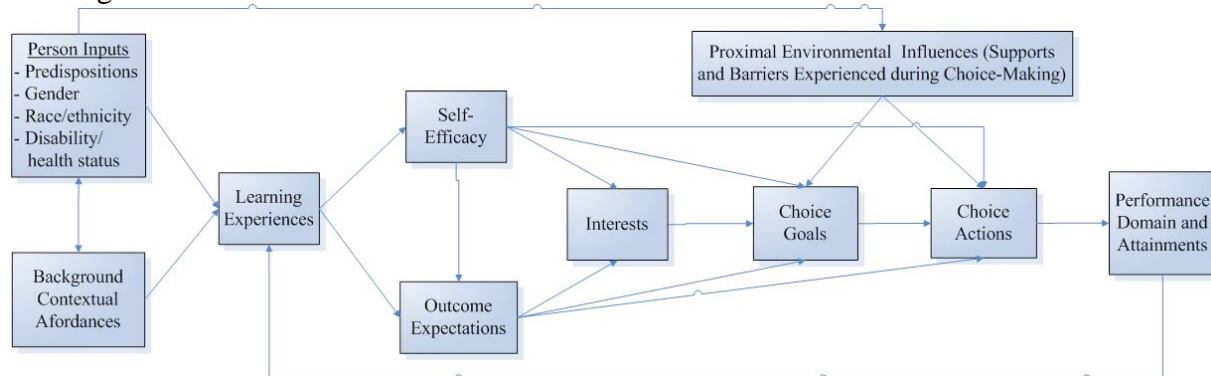 Person Inputs
- Predispositions
- Gender
- Race/ethnicity
- Disability/
health status
Background
Contextual
Afordances
Learning
Experiences
Self-
Efficacy
Outcome
Expectations
Interests
Proximal Environmental Influences (Supports
and Barriers Experienced during Choice-Making)
Choice
Goals
Choice
Actions
Performance
Domain and
Attainments